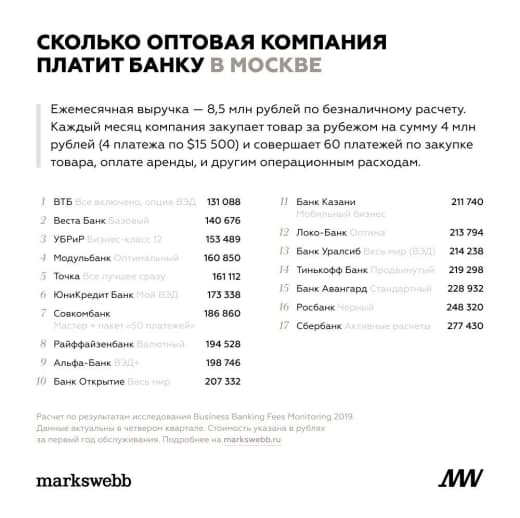 СКОЛЬКО ОПТОВАЯ КОМПАНИЯ
ПЛАТИТ БАНКУ В МОСКВЕ
Ежемесячная выручка — 8,5 млн рублей по безналичному расчету.
Каждый месяц компания закупает товар за рубежом на сумму 4 млн
рублей (4 платежа по $15 500) и совершает 60 платежей по закупке
товара, оплате аренды, и другим операционным расходам.
1 ВТБ Все включено, опция ВЭД 131 088
2 Веста Банк Базовый 140 676
3 УБРиР Бизнес-класс 12 153 489
4 Модульбанк Оптимальный 160 850
5 Точка Все лучшее сразу 161 112
6 ЮниКредит Банк Мой ВЭД 173 338
7 Совкомбанк 186 860
Мастер + пакет «50 платежей»
8 Райффайзенбанк Валютный 194 528
9 Альфа-Банк ВЭД+ 198 746
10 Банк Открытие Весь мир 207 332
11 Банк Казани 211 740
Мобильный бизнес
12 Локо-Банк Оптима 213 794
13 Банк Уралсиб Весь мир (ВЭД) 214 238
14 Тинькофф Банк Продвинутый 219 298
15 Банк Авангард Стандартный 228 932
16 Росбанк Черный 248 320
17 Сбербанк Активные расчеты 277 430
Расчет по результатам исследования Business Banking Fees Monitoring 2019.
Данные актуальны в четвертом квартале. Стоимость указана в рублях
за первый год обслуживания. Подробнее на markswebb.ru
markswebb
MW